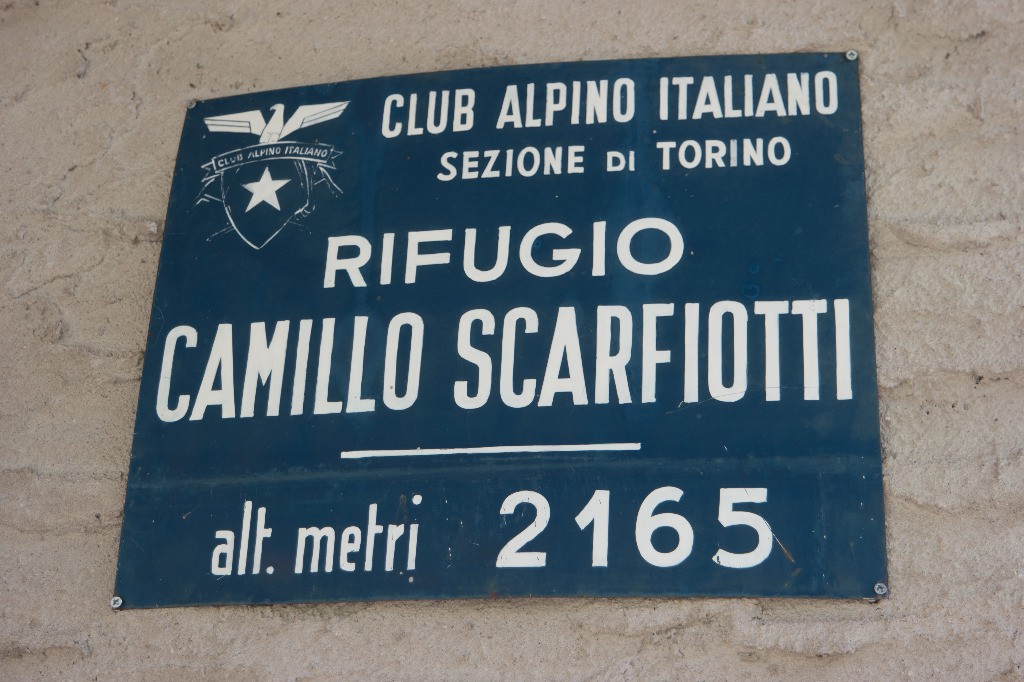 CLUB ALPINO ITALIANO
CLUB ALPINO ITALIANO
SEZIONE DI TORINO
RIFUGIO
CAMILLO SCARFIOTTI
alt. metri 2165